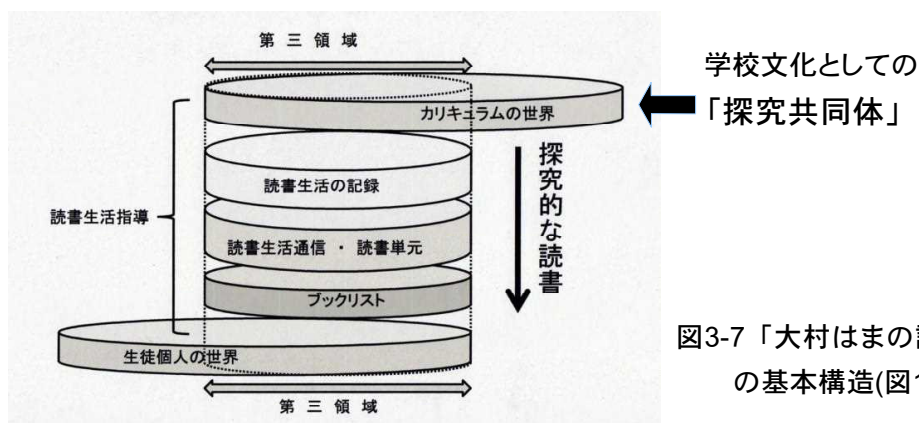 第 三 領 域
カリキュラムの世界
学校文化としての
「探究共同体」
読書生活の記録
読書生活通信 ・ 読書単元
ブックリスト
読書生活指導
探究的な読書
生徒個人の世界
第 三 領 域
図3-7 「大村はまの
の基本構造(図